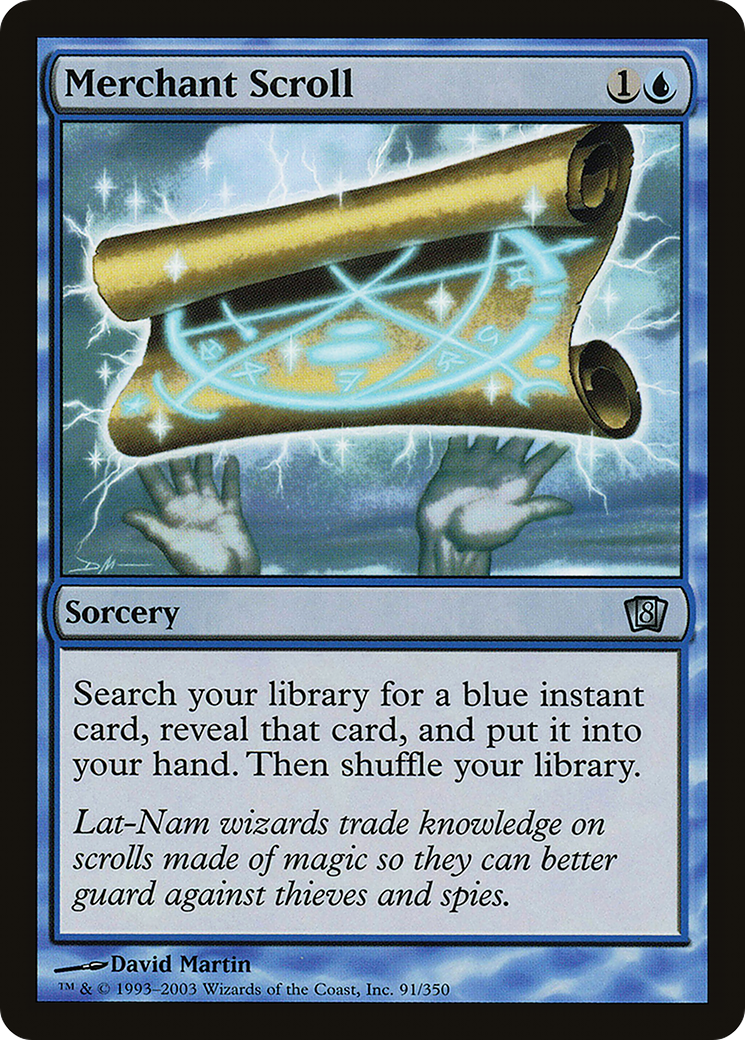 Merchant Scroll
1
DM
Sorcery
8
Search your library for a blue instant
card, reveal that card, and put it into
your hand. Then shuffle your library.
Lat-Nam wizards trade knowledge on
scrolls made of magic so they can better
guard against thieves and spies.
David Martin
™ & © 1993–2003 Wizards of the Coast, Inc. 91/350